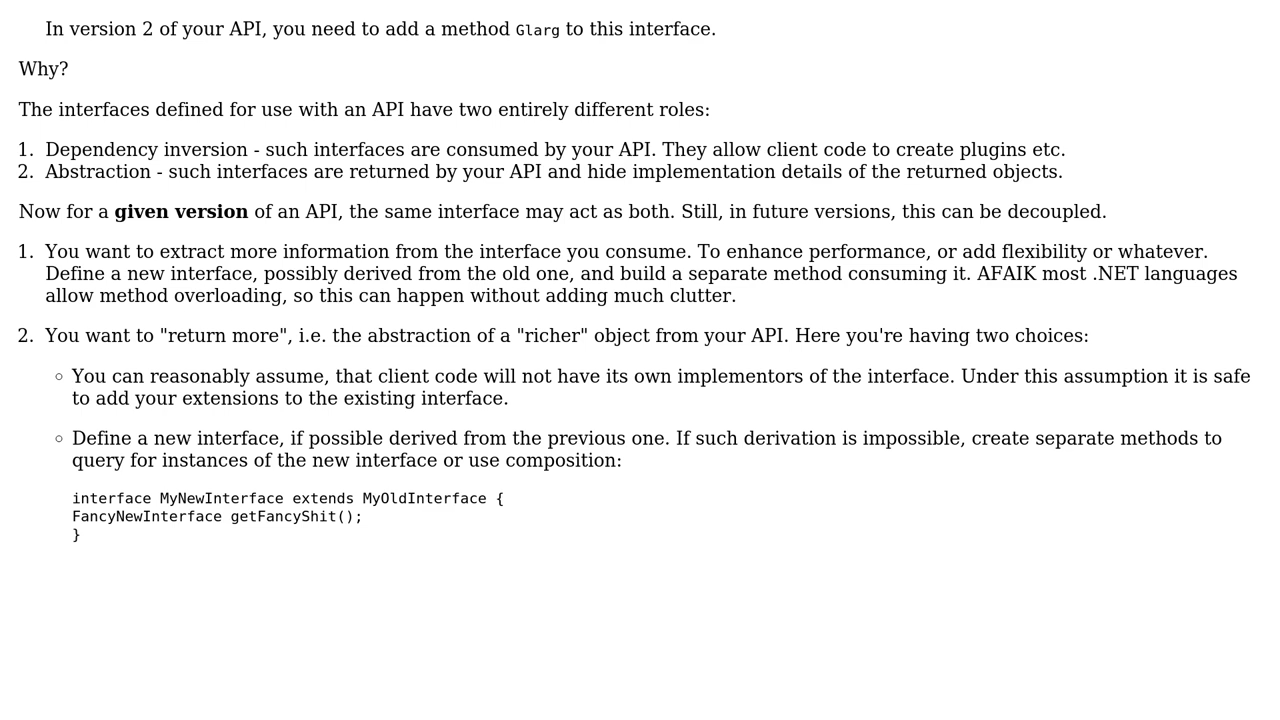 In version 2 of your API, you need to add a method Glarg to this interface.
Why?
The interfaces defined for use with an API have two entirely different roles:
1. Dependency inversion - such interfaces are consumed by your API. They allow client code to create plugins etc.
2. Abstraction - such interfaces are returned by your API and hide implementation details of the returned objects.
Now for a given version of an API, the same interface may act as both. Still, in future versions, this can be decoupled.
1. You want to extract more information from the interface you consume. To enhance performance, or add flexibility or whatever.
Define a new interface, possibly derived from the old one, and build a separate method consuming it. AFAIK most .NET languages
allow method overloading, so this can happen without adding much clutter.
2. You want to "return more", i.e. the abstraction of a "richer" object from your API. Here you're having two choices:
◦ You can reasonably assume, that client code will not have its own implementors of the interface. Under this assumption it is safe
to add your extensions to the existing interface.
◦ Define a new interface, if possible derived from the previous one. If such derivation is impossible, create separate methods to
query for instances of the new interface or use composition:
interface MyNewInterface extends MyOldInterface {
FancyNewInterface getFancyShit();
}